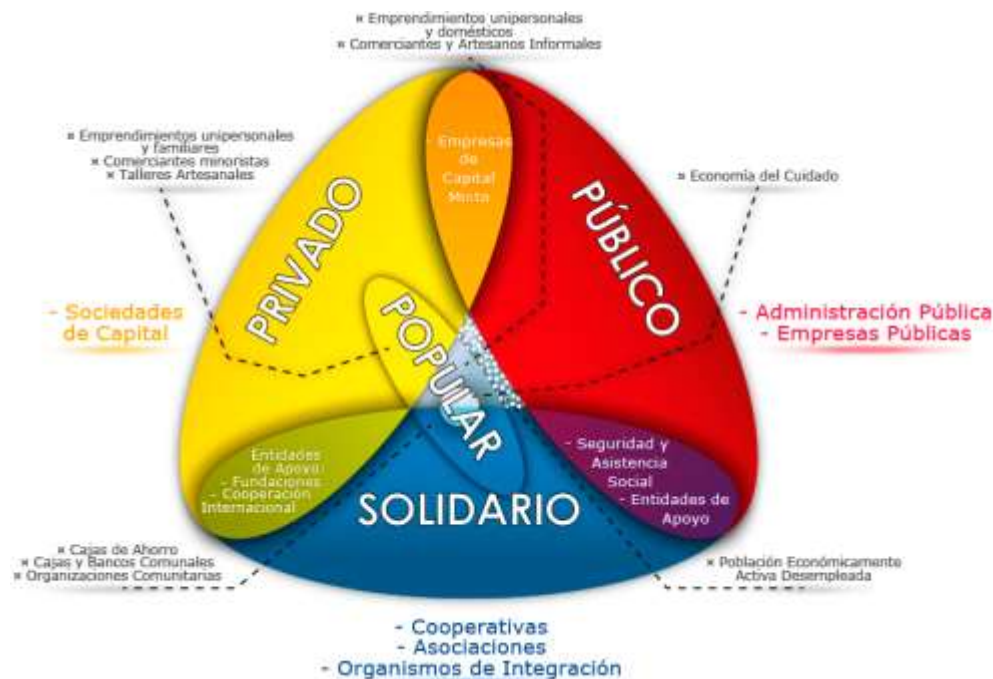 ¤ Emprendimientos unipersonales
y domésticos
¤ Comerciantes y Artesanos Informales
¤ Emprendimientos unipersonales
y familiares
¤ Comerciantes minoristas
¤ Talleres Artesanales
- Empresas
de
Capital
Mixto
¤ Economía del Cuidado
PRIVADO
PÚBLICO
POPULAR
- Sociedades
de Capital
- Administración Pública
- Empresas Públicas
Entidades
de Apoyo
- Fundaciones
- Cooperación
Internacional
- Seguridad y
Asistencia
Social
- Entidades de
Apoyo
SOLIDARIO
¤ Cajas de Ahorro
¤ Cajas y Bancos Comunales
¤ Organizaciones Comunitarias
¤ Población Económicamente
Activa Desempleada
- Cooperativas
- Asociaciones
- Organismos de Integración